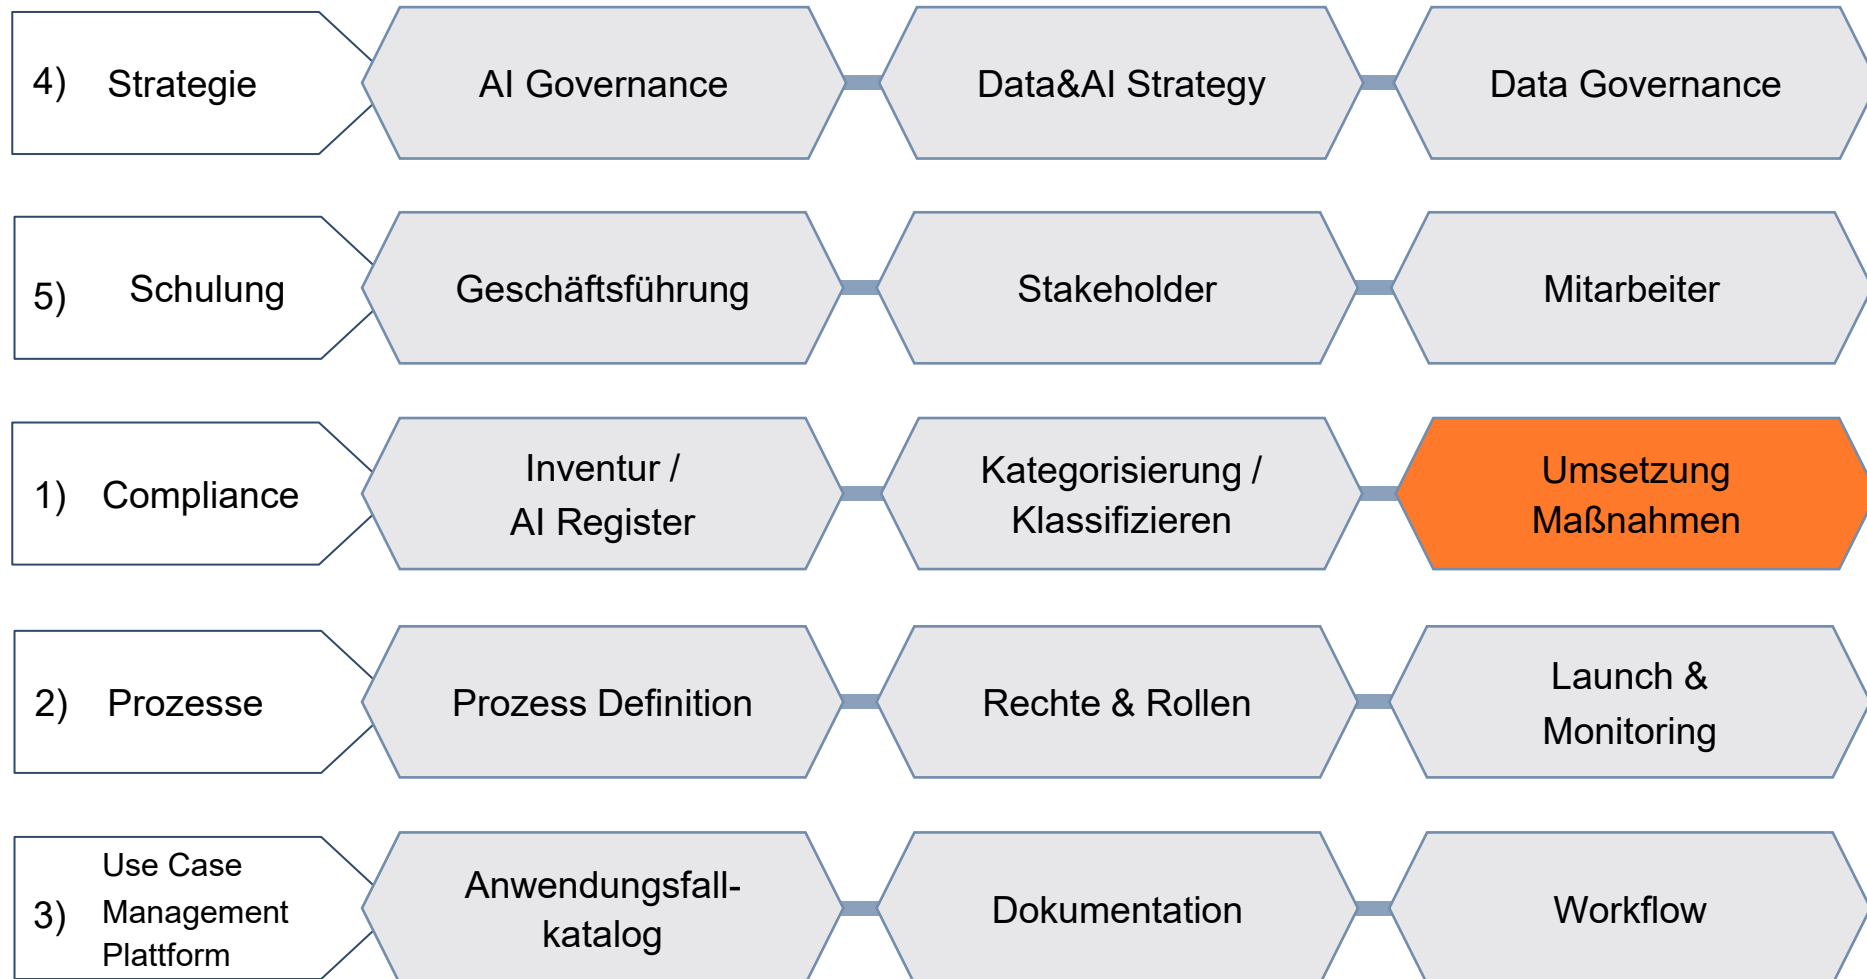 4) Strategie
AI Governance
Data&AI Strategy
Data Governance
5) Schulung
Geschäftsführung
Stakeholder
Mitarbeiter
1) Compliance
Inventur /
AI Register
Kategorisierung /
Klassifizieren
Umsetzung
Maßnahmen
2) Prozesse
Prozess Definition
Rechte & Rollen
Launch &
Monitoring
3)
Use Case
Management
Plattform
Anwendungsfall-
katalog
Dokumentation
Workflow